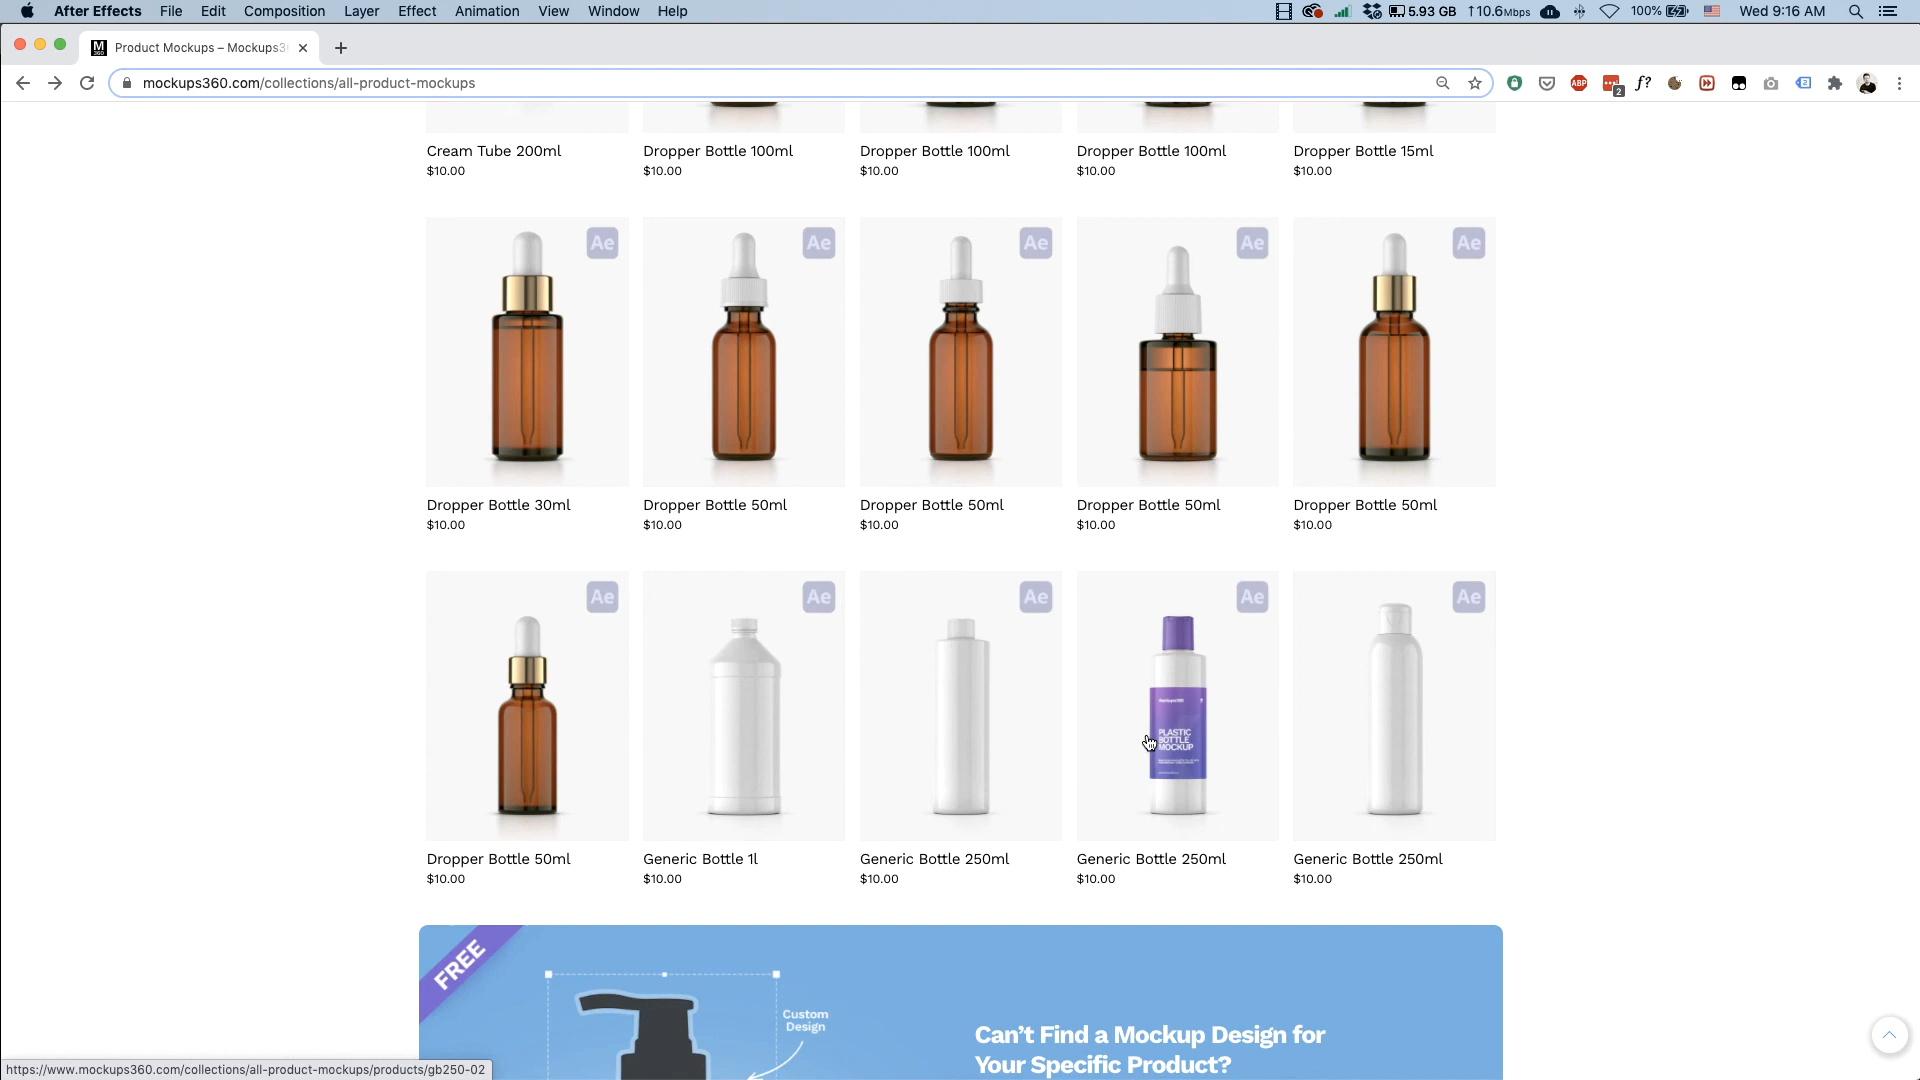 After Effects File Edit Composition Layer Effect Animation View Window Help 5.93 GB ↑10.6Mbps 100% Wed 9:16 AM
Product Mockups – Mockups3
mockups360.com/collections/all-product-mockups
Cream Tube 200ml Dropper Bottle 100ml Dropper Bottle 100ml Dropper Bottle 100ml Dropper Bottle 15ml
$10.00 $10.00 $10.00 $10.00 $10.00
Ae Ae Ae Ae Ae
Dropper Bottle 30ml Dropper Bottle 50ml Dropper Bottle 50ml Dropper Bottle 50ml Dropper Bottle 50ml
$10.00 $10.00 $10.00 $10.00 $10.00
Ae Ae Ae Ae Ae
PLASTIC
BOTTLE
MOCKUP
Dropper Bottle 50ml Generic Bottle 1l Generic Bottle 250ml Generic Bottle 250ml Generic Bottle 250ml
$10.00 $10.00 $10.00 $10.00 $10.00
FREE
Custom
Design
Can't Find a Mockup Design for
Your Specific Product?
https://www.mockups360.com/collections/all-product-mockups/products/gb250-02